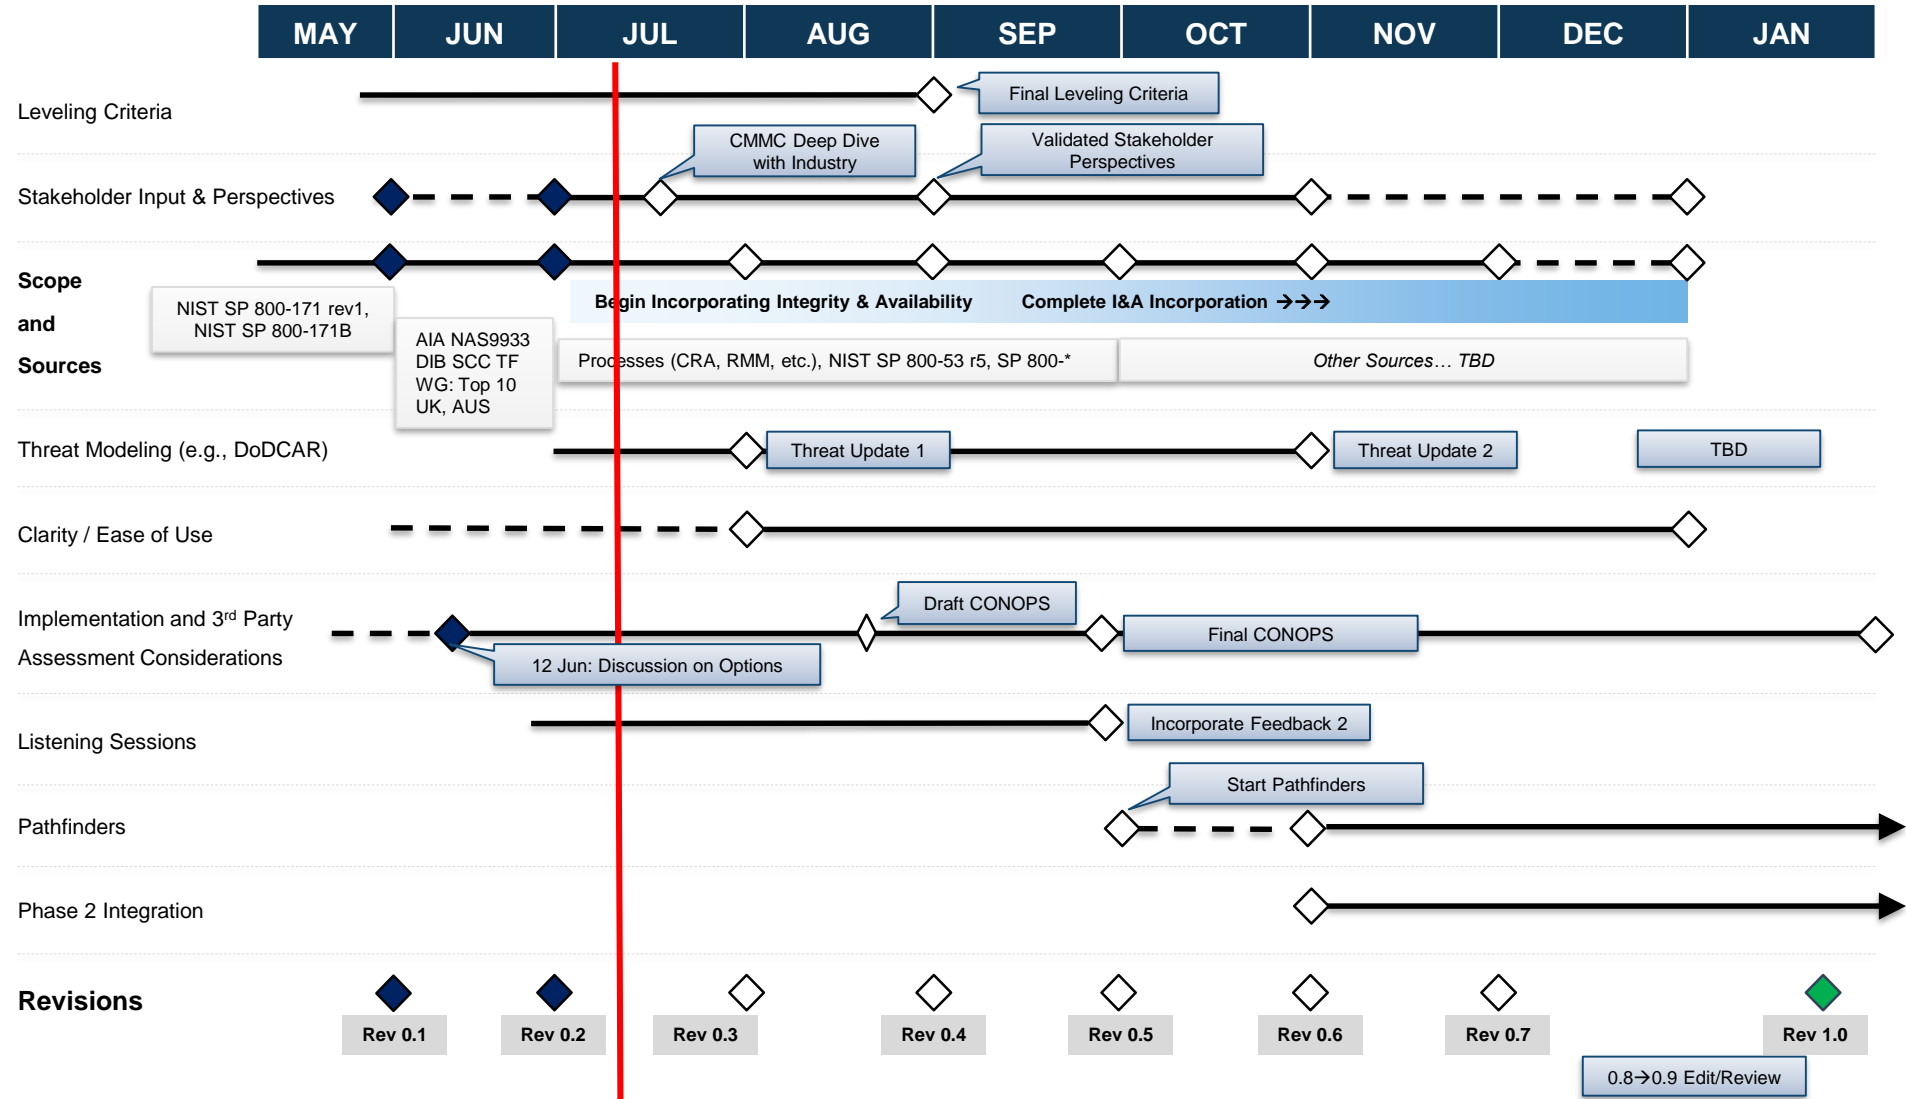 MAY JUN JUL AUG SEP OCT NOV DEC JAN
Leveling Criteria
Final Leveling Criteria
CMMC Deep Dive
with Industry
Validated Stakeholder
Perspectives
Stakeholder Input & Perspectives
Scope
and
Sources
Begin Incorporating Integrity & Availability Complete I&A Incorporation →→→
NIST SP 800-171 rev1,
NIST SP 800-171B
AIA NAS9933
DIB SCC TF
WG: Top 10
UK, AUS
Processes (CRA, RMM, etc.), NIST SP 800-53 r5, SP 800-*
Other Sources… TBD
Threat Modeling (e.g., DoDCAR)
Threat Update 1
Threat Update 2
TBD
Clarity / Ease of Use
Implementation and 3rd Party
Assessment Considerations
Draft CONOPS
Final CONOPS
12 Jun: Discussion on Options
Listening Sessions
Incorporate Feedback 2
Start Pathfinders
Pathfinders
Phase 2 Integration
Revisions
Rev 0.1
Rev 0.2
Rev 0.3
Rev 0.4
Rev 0.5
Rev 0.6
Rev 0.7
Rev 1.0
0.8→0.9 Edit/Review